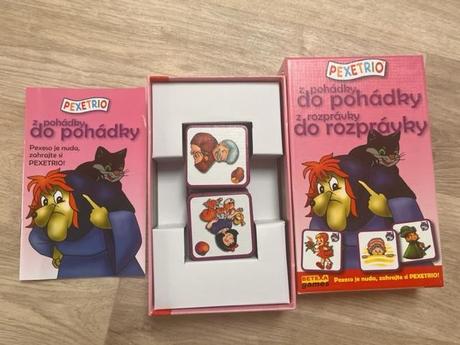 PEXETRIO
z pohádky
do pohádky
Pexeso je nuda,
zahrajte si
PEXETRIO!
PEXETRIO
z pohádky
do pohádky
z rozprávky
do rozprávky
BETEXA
games
Pexeso je nuda, zahrajte si PEXETRIO!